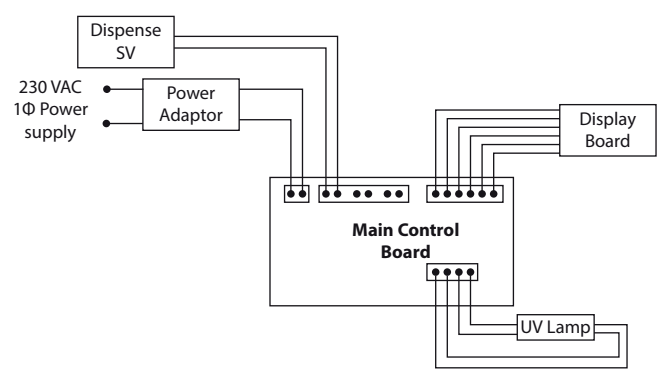 Dispense
SV
230 VAC
1Φ Power
supply
Power
Adaptor
Display
Board
Main Control
Board
UV Lamp